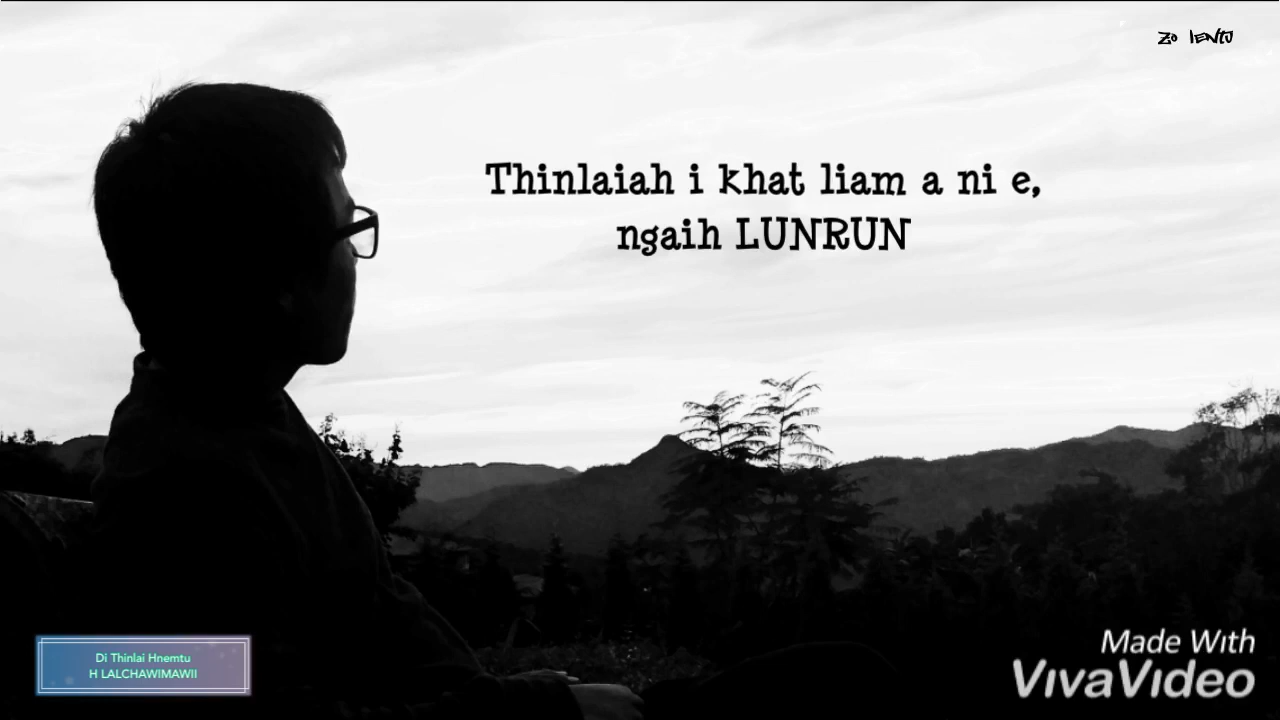 Zo lentu
Thinlaiah i khat liam a ni e,
ngaih LUNRUN
Di Thinlai Hnemtu
H LALCHAWIMAWII
Made With
VivaVideo